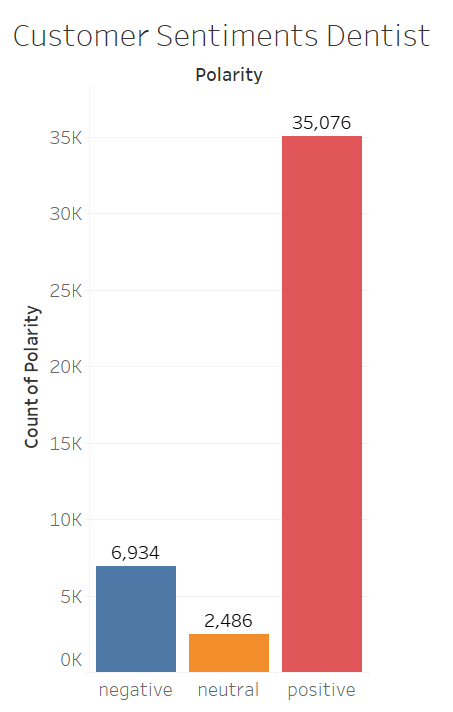 Customer Sentiments Dentist
Polarity
Count of Polarity
35K
30K
25K
20K
15K
10K
5K
0K
6,934
2,486
35,076
negative neutral positive